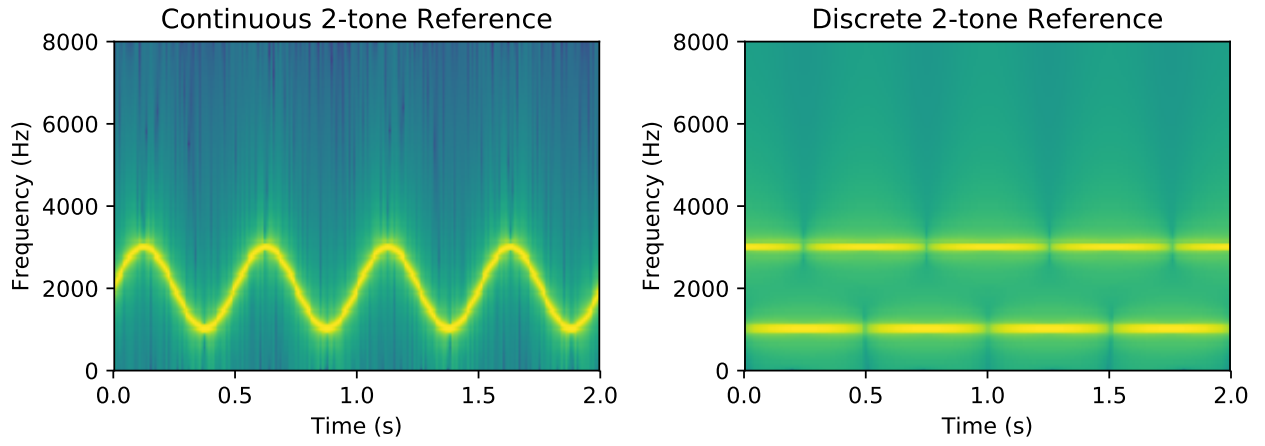 Continuous 2-tone Reference
8000
6000
4000
2000
0
Frequency (Hz)
0.0 0.5 1.0 1.5 2.0
Time (s)
Discrete 2-tone Reference
8000
6000
4000
2000
0
Frequency (Hz)
0.0 0.5 1.0 1.5 2.0
Time (s)